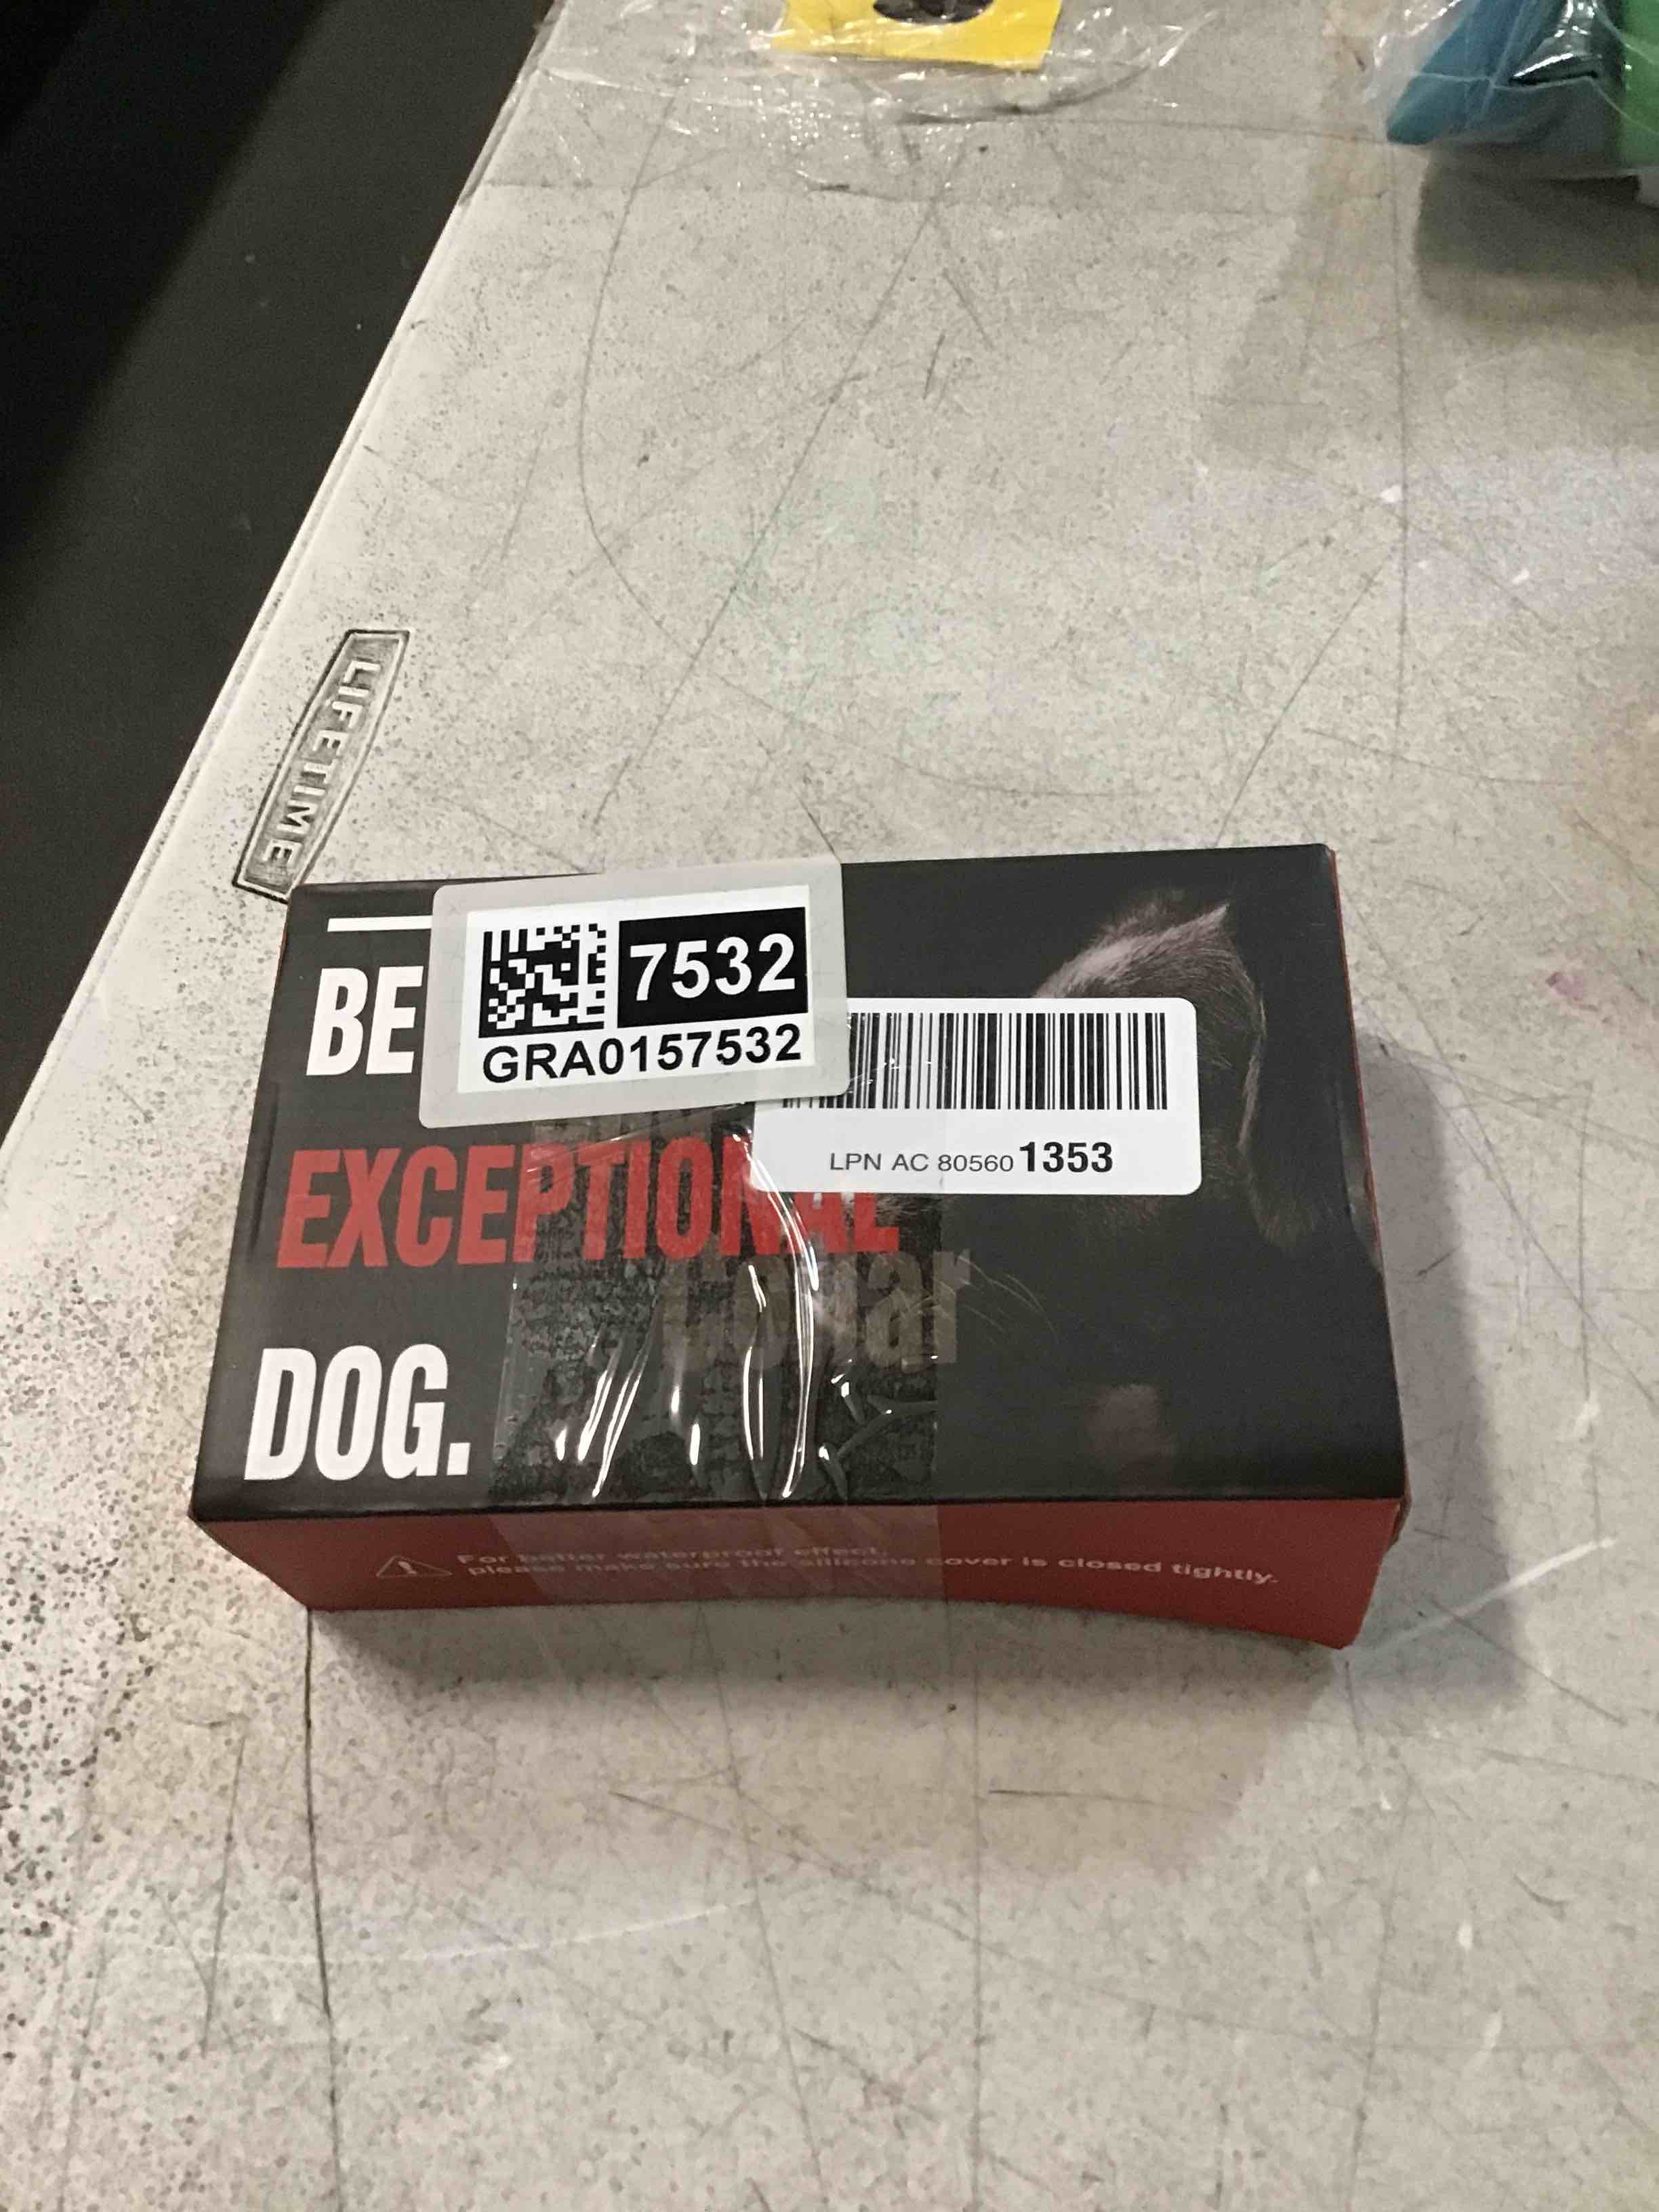 LIFETIME
BE
7532
GRA0157532
LPN AC 80560 1353
EXCEPTIONAL
DOG.
For better waterproof effect,
please make sure the silicone cover is closed tightly.